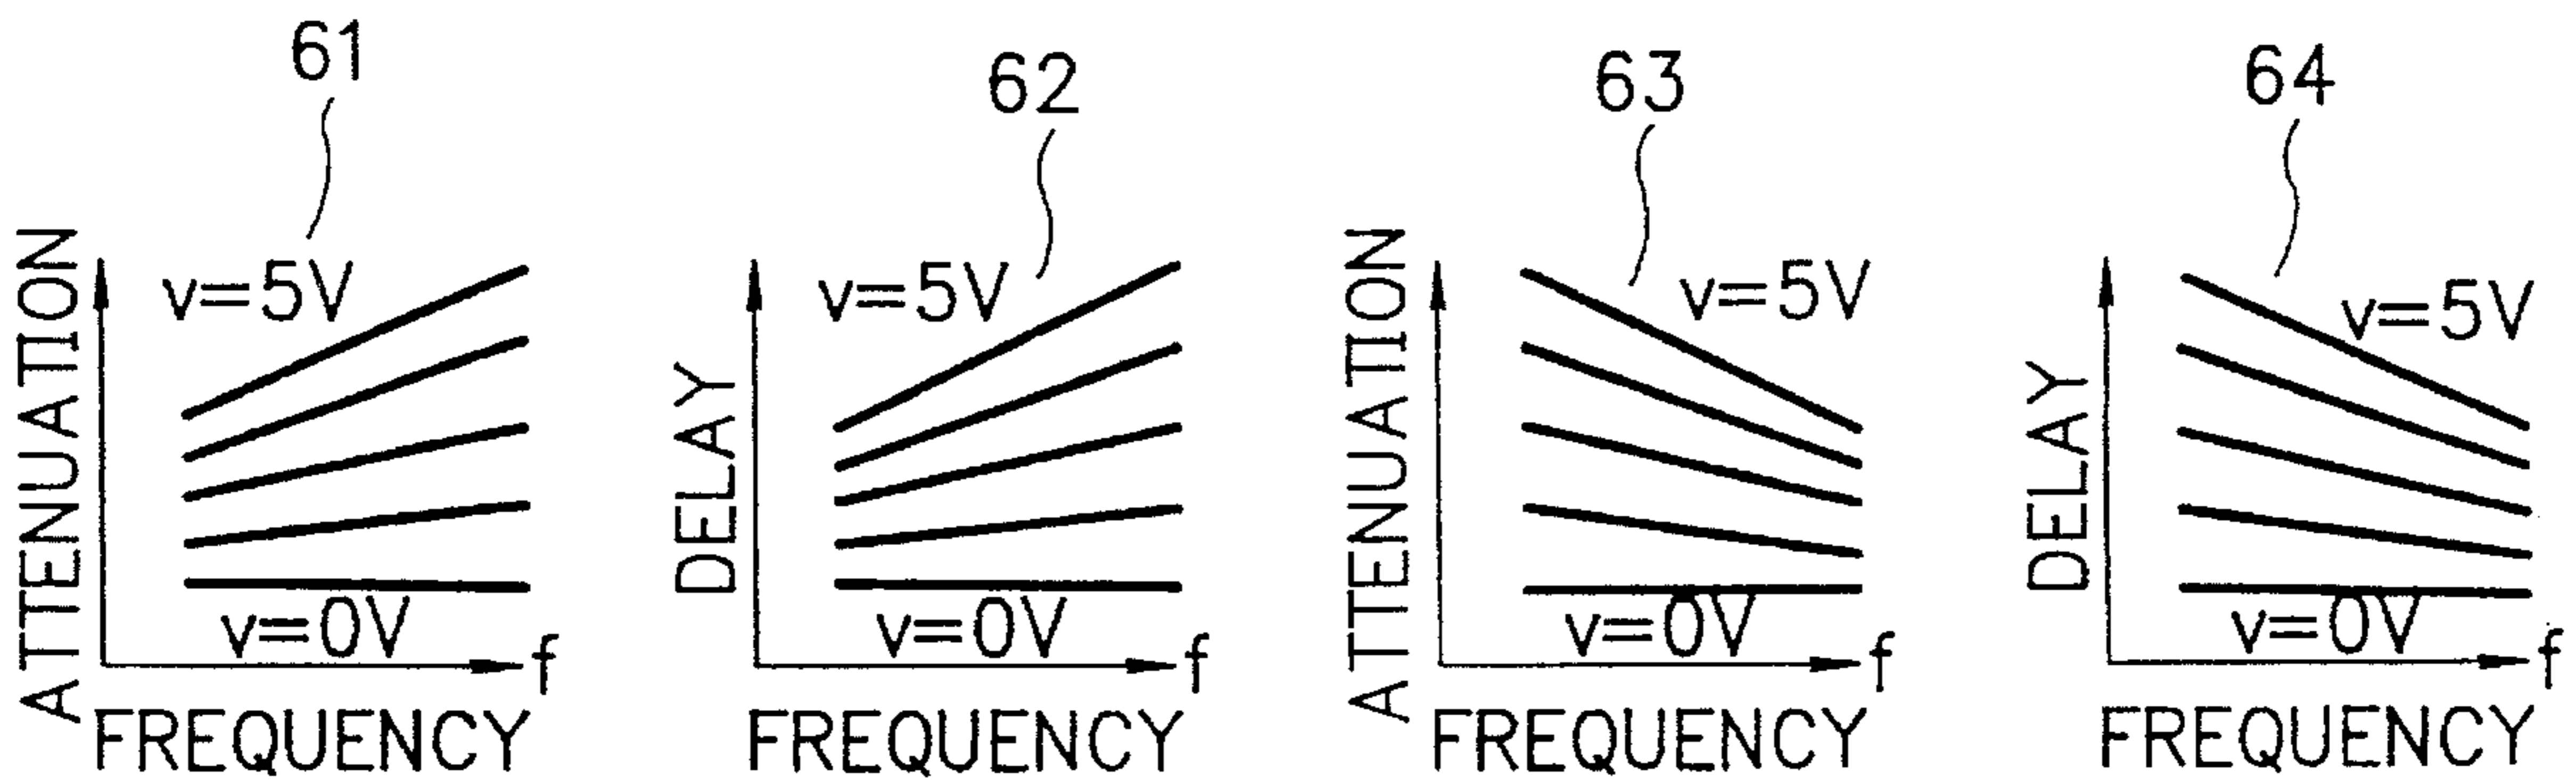 61
ATTENUATION
v=5V
v=0V
f
FREQUENCY
62
DELAY
v=5V
v=0V
f
FREQUENCY
63
ATTENUATION
v=5V
v=0V
f
FREQUENCY
64
DELAY
v=5V
v=0V
f
FREQUENCY